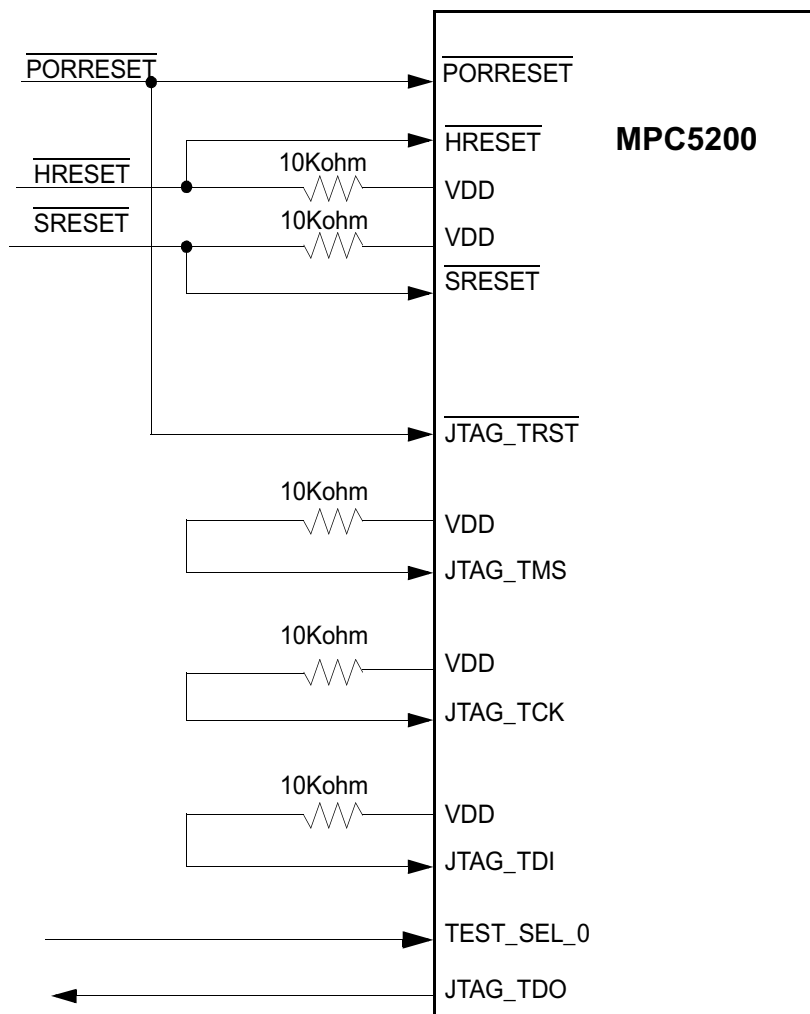 PORRESET PORRESET
HRESET MPC5200
10Kohm
HRESET VDD
10Kohm
SRESET VDD
SRESET
JTAG_TRST
10Kohm
VDD
JTAG_TMS
10Kohm
VDD
JTAG_TCK
10Kohm
VDD
JTAG_TDI
TEST_SEL_0
JTAG_TDO